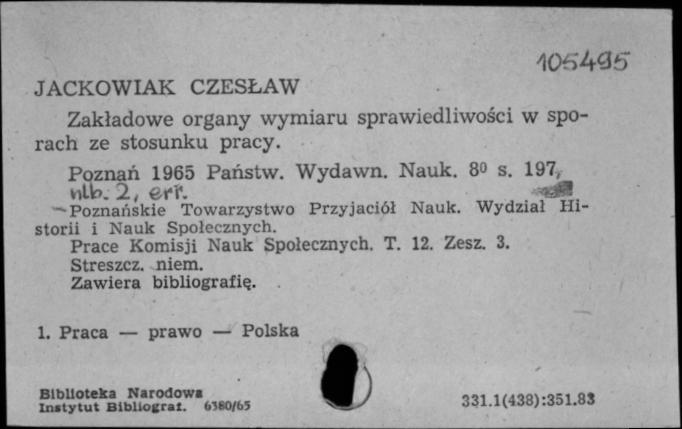 105495
JACKOWIAK CZESŁAW
Zakładowe organy wymiaru sprawiedliwości w spo-
rach ze stosunku pracy.
Poznań 1965 Państw. Wydawn. Nauk. 8⁰ s. 197,
nlb. 2, err.
Poznańskie Towarzystwo Przyjaciół Nauk. Wydział Hi-
storii i Nauk Społecznych.
Prace Komisji Nauk Społecznych. T. 12. Zesz. 3.
Streszcz. niem.
Zawiera bibliografię.
1. Praca — prawo — Polska
Biblioteka Narodowa
Instytut Bibliograf. 6380/65
331.1(438):351.83